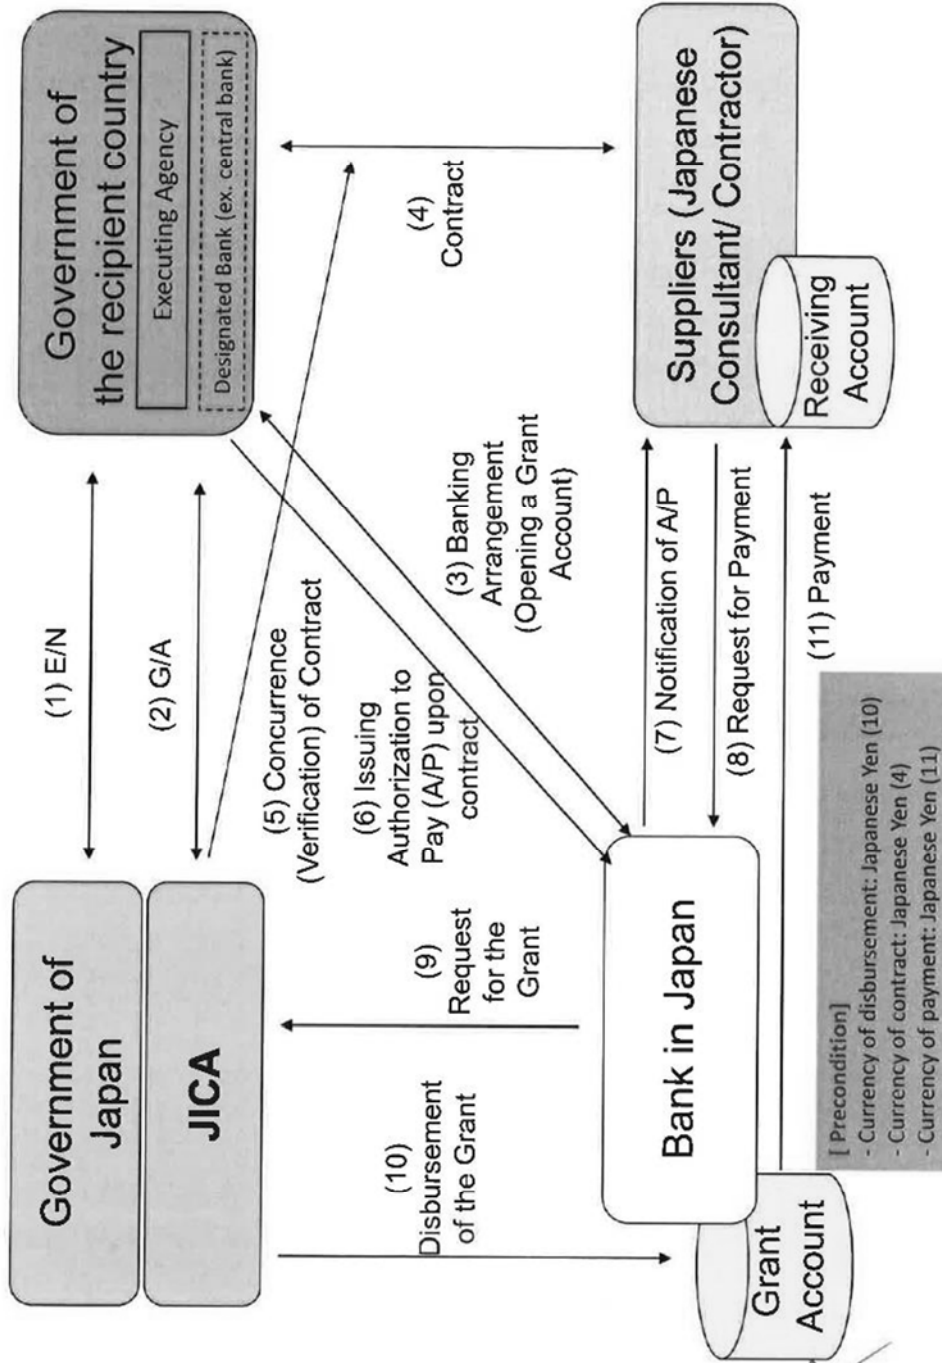 Government of
Japan
JICA
(1) E/N
(2) G/A
Government of
the recipient country
Executing Agency
Designated Bank (ex. central bank)
(5) Concurrence
(Verification) of Contract
(6) Issuing
Authorization to
Pay (A/P) upon
contract
(3) Banking
Arrangement
(Opening a Grant
Account)
(4)
Contract
(9)
Request
for the
Grant
(10)
Disbursement
of the Grant
Bank in Japan
Grant
Account
(7) Notification of A/P
(8) Request for Payment
(11) Payment
Suppliers (Japanese
Consultant/ Contractor)
Receiving
Account
[ Precondition]
- Currency of disbursement: Japanese Yen (10)
- Currency of contract: Japanese Yen (4)
- Currency of payment: Japanese Yen (11)